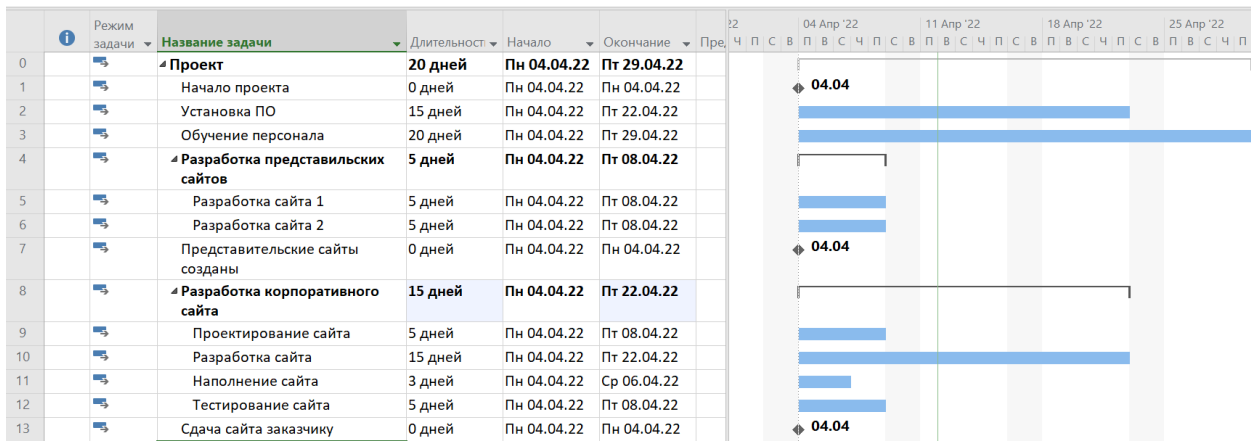 Режим задачи Название задачи Длительност Начало Окончание Пред
22 04 Апр '22 11 Апр '22 18 Апр '22 25 Апр '22
Ч П С В П В С Ч П С В П В С Ч П С В П В С Ч П С В П В С Ч П
0 Проект 20 дней Пн 04.04.22 Пт 29.04.22
1 Начало проекта 0 дней Пн 04.04.22 Пн 04.04.22 04.04
2 Установка ПО 15 дней Пн 04.04.22 Пт 22.04.22
3 Обучение персонала 20 дней Пн 04.04.22 Пт 29.04.22
4 Разработка представильских 5 дней Пн 04.04.22 Пт 08.04.22
сайтов
5 Разработка сайта 1 5 дней Пн 04.04.22 Пт 08.04.22
6 Разработка сайта 2 5 дней Пн 04.04.22 Пт 08.04.22
7 Представительские сайты 0 дней Пн 04.04.22 Пн 04.04.22 04.04
созданы
8 Разработка корпоративного 15 дней Пн 04.04.22 Пт 22.04.22
сайта
9 Проектирование сайта 5 дней Пн 04.04.22 Пт 08.04.22
10 Разработка сайта 15 дней Пн 04.04.22 Пт 22.04.22
11 Наполнение сайта 3 дней Пн 04.04.22 Ср 06.04.22
12 Тестирование сайта 5 дней Пн 04.04.22 Пт 08.04.22
13 Сдача сайта заказчику 0 дней Пн 04.04.22 Пн 04.04.22 04.04